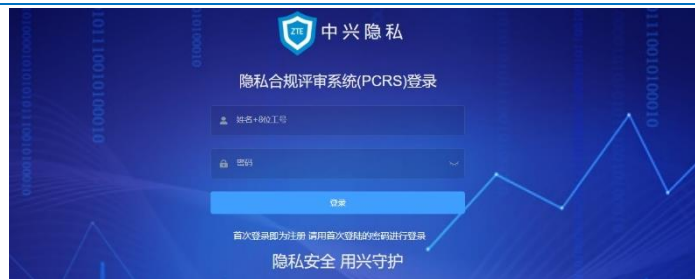 ZTE 中兴隐私
隐私合规评审系统(PCRS)登录
姓名+8位工号
密码
登录
首次登录即为注册 请用首次登陆的密码进行登录
隐私安全 用兴守护